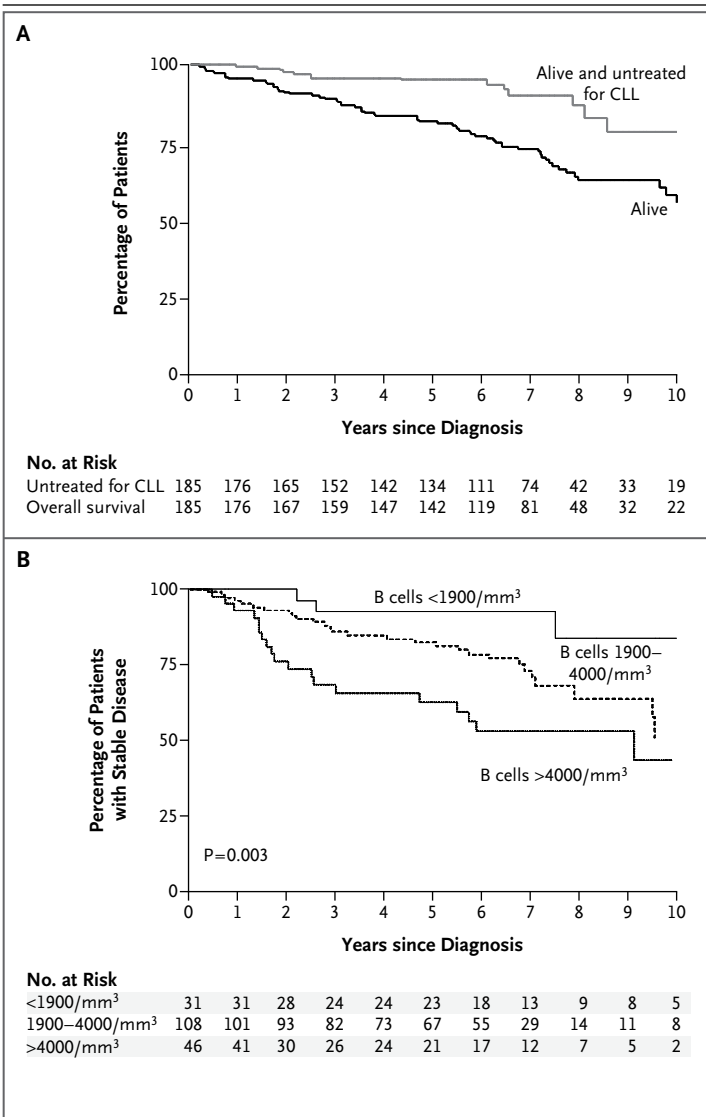 A
100
75
50
25
0
Percentage of Patients
Alive and untreated
for CLL
Alive
0 1 2 3 4 5 6 7 8 9 10
Years since Diagnosis
No. at Risk
Untreated for CLL 185 176 165 152 142 134 111 74 42 33 19
Overall survival 185 176 167 159 147 142 119 81 48 32 22
B
100
75
50
25
0
Percentage of Patients
with Stable Disease
B cells <1900/mm³
B cells 1900–
4000/mm³
B cells >4000/mm³
P=0.003
0 1 2 3 4 5 6 7 8 9 10
Years since Diagnosis
No. at Risk
<1900/mm³ 31 31 28 24 24 23 18 13 9 8 5
1900–4000/mm³ 108 101 93 82 73 67 55 29 14 11 8
>4000/mm³ 46 41 30 26 24 21 17 12 7 5 2